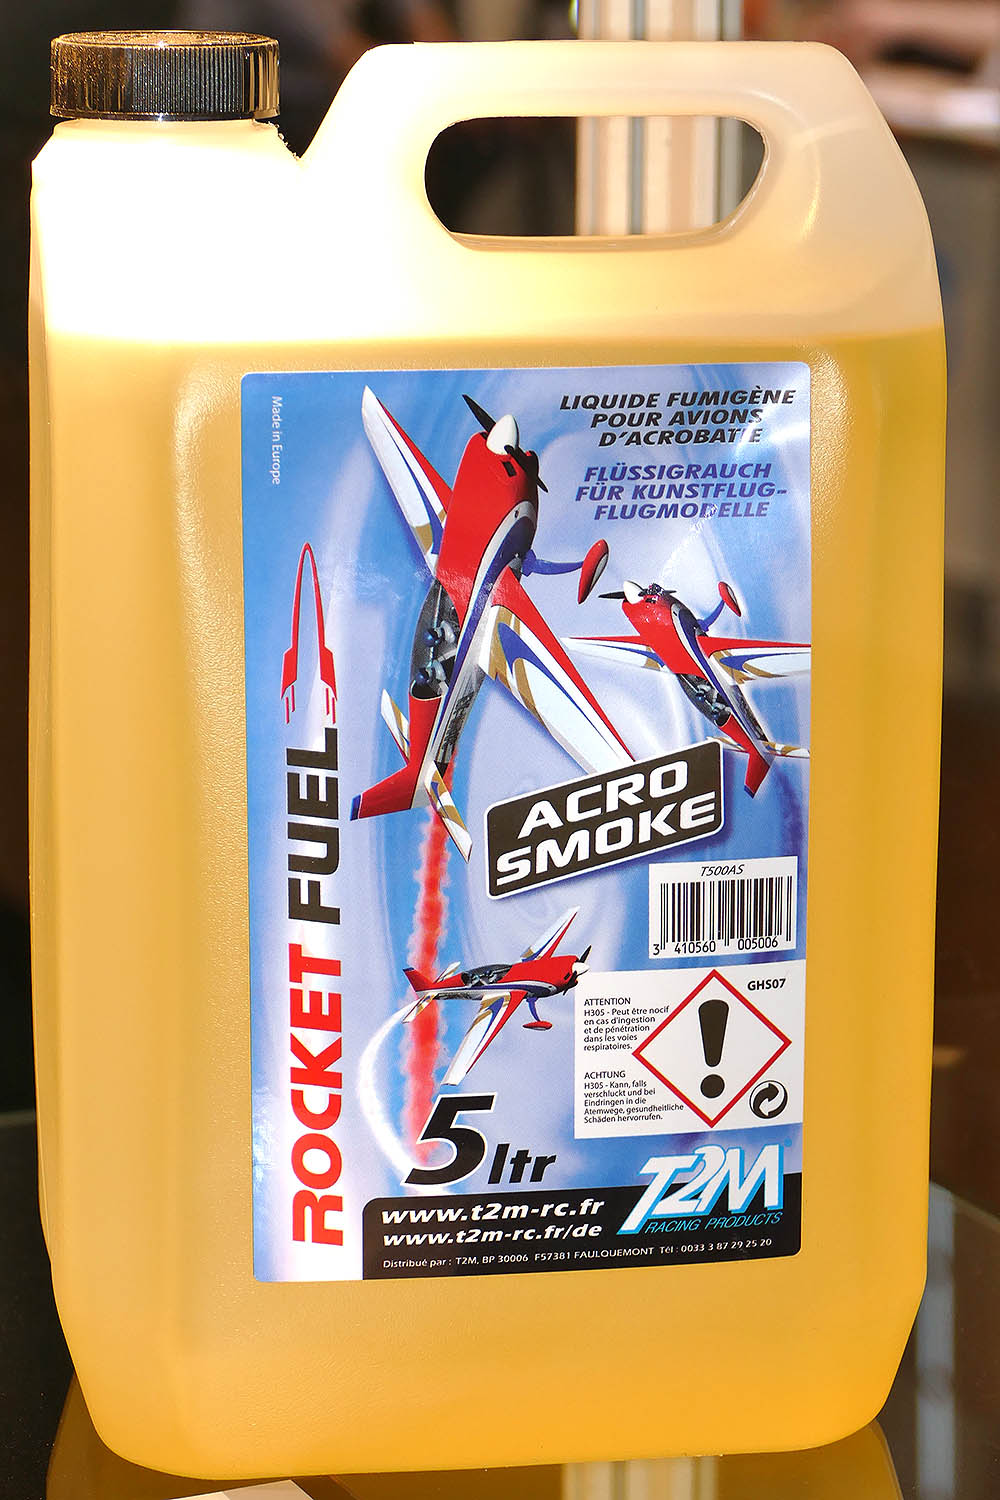 LIQUIDE FUMIGÈNE
POUR AVIONS
D'ACROBATIE
FLÜSSIGRAUCH
FÜR KUNSTFLUG-
FLUGMODELLE
Made in Europe
ROCKET FUEL
ACRO
SMOKE
T500AS
3 410560 005006
GHS07
ATTENTION
H305 - Peut être nocif
en cas d'ingestion
et de pénétration
dans les voies
respiratoires.
ACHTUNG
H305 - Kann, falls
verschluckt und bei
Eindringen in die
Atemwege, gesundheitliche
Schäden hervorrufen.
5 ltr
T2M
RACING PRODUCTS
www.t2m-rc.fr
www.t2m-rc.fr/de
Distribué par : T2M, BP 30006 F57381 FAULQUEMONT Tél : 0033 3 87 29 25 20